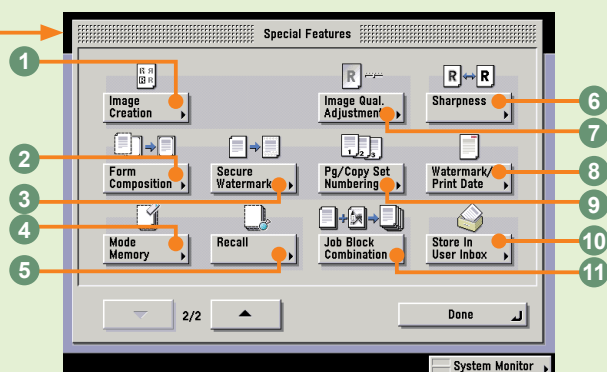 Special Features
1
Image
Creation
Image Qual.
Adjustment
Sharpness
6
7
2
Form
Composition
Secure
Watermark
Pg/Copy Set
Numbering
Watermark/
Print Date
8
3
9
4
Mode
Memory
Recall
Job Block
Combination
Store In
User Inbox
10
5
11
2/2
Done
System Monitor